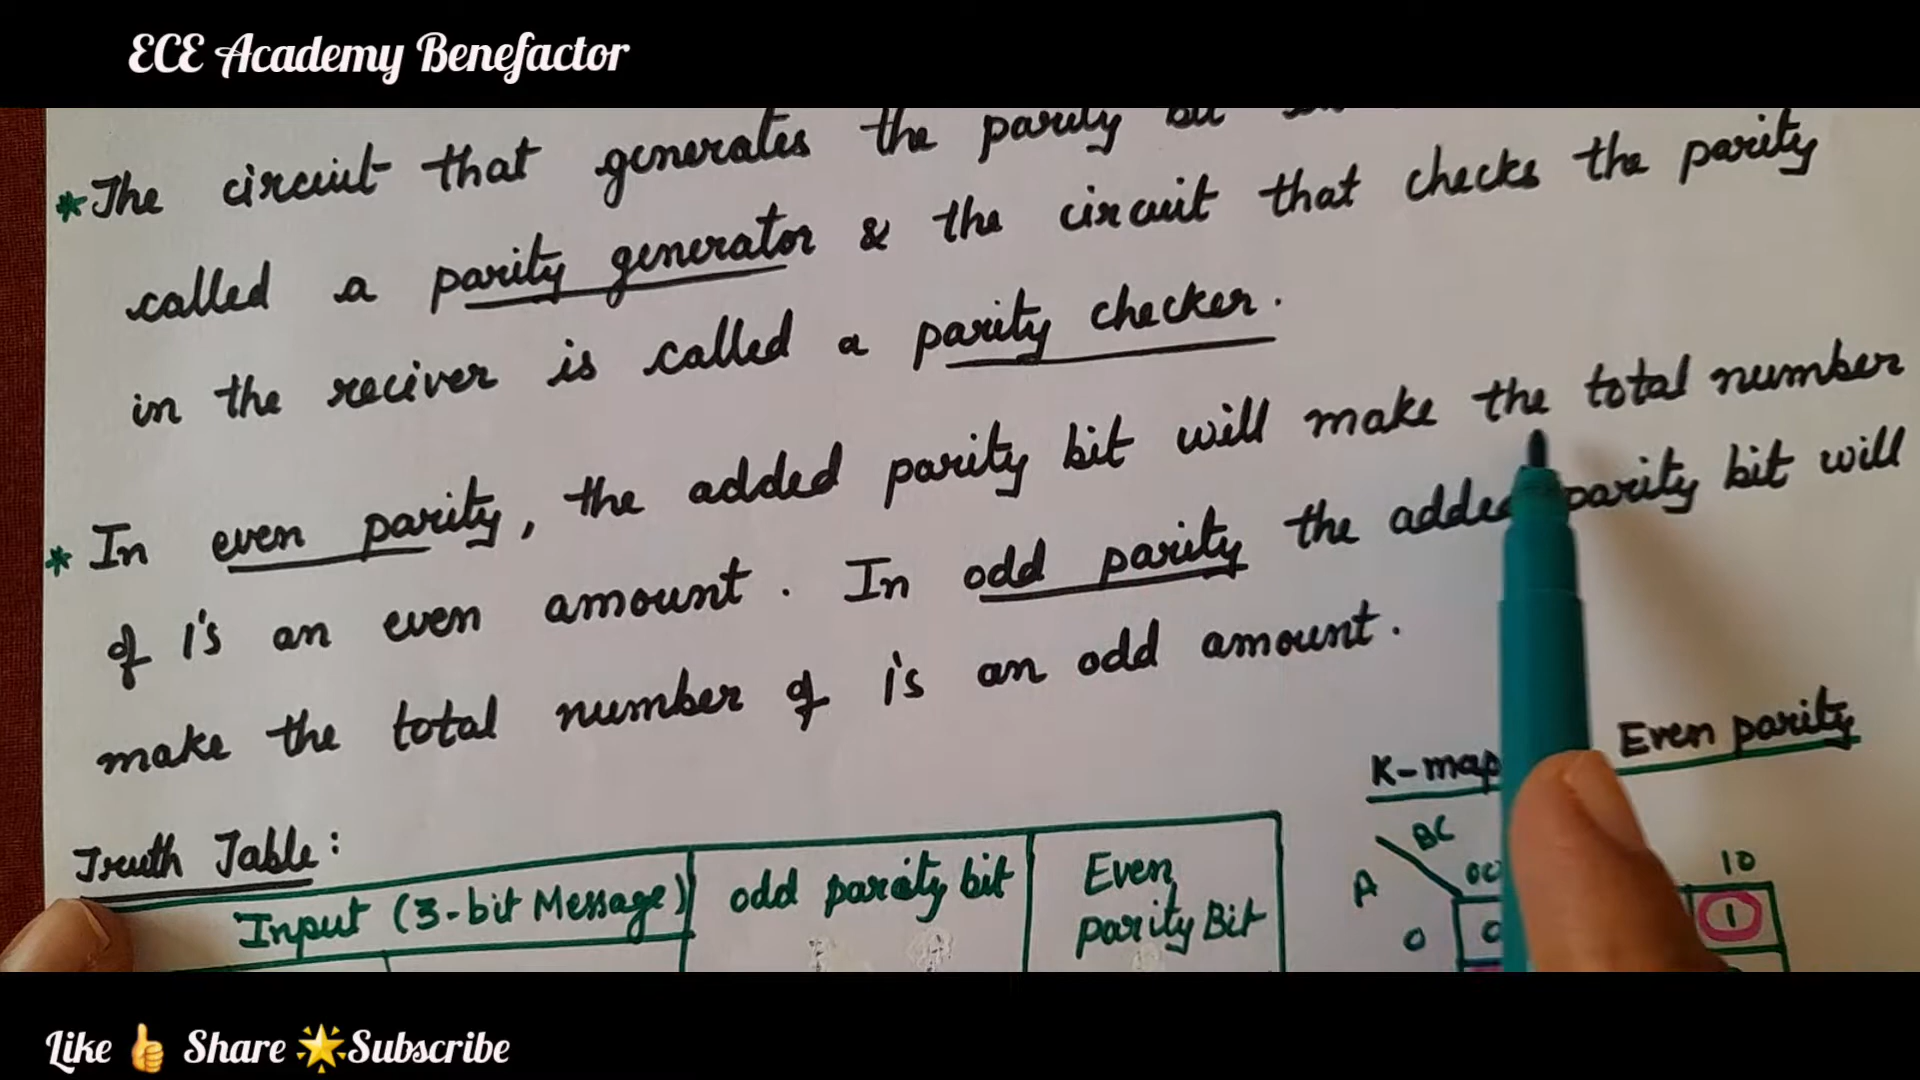 ECE Academy Benefactor
*The circuit that generates the parity bit
called a parity generator & the circuit that checks the parity
in the reciver is called a parity checker.
* In even parity, the added parity bit will make the total number
of 1's an even amount. In odd parity the added parity bit will
make the total number of 1's an odd amount.
K-map Even parity
Truth Table:
Input (3-bit Message) odd parity bit Even parity Bit
A BC 10
0 1
Like 👍 Share 🌟Subscribe